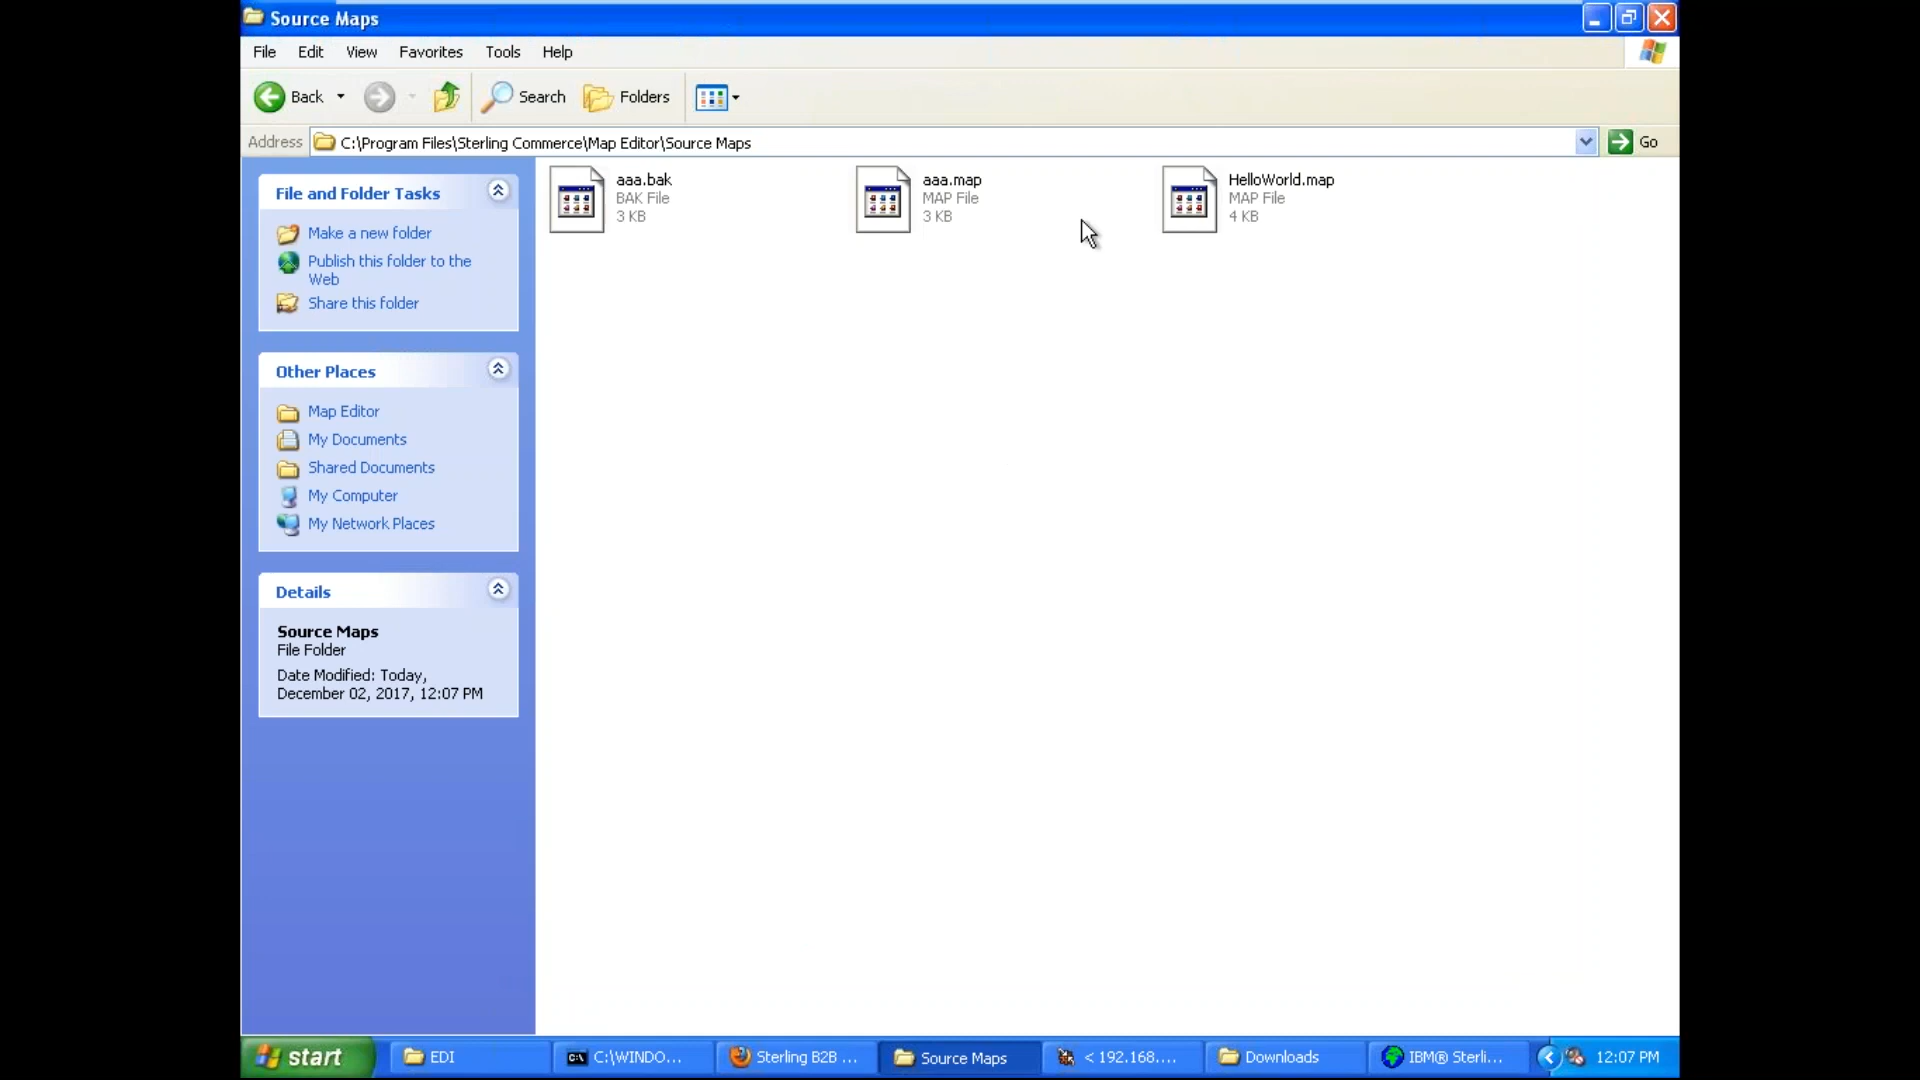 Source Maps
File Edit View Favorites Tools Help
Back Search Folders
Address C:\Program Files\Sterling Commerce\Map Editor\Source Maps Go
File and Folder Tasks
Make a new folder
Publish this folder to the
Web
Share this folder
Other Places
Map Editor
My Documents
Shared Documents
My Computer
My Network Places
Details
Source Maps
File Folder
Date Modified: Today,
December 02, 2017, 12:07 PM
aaa.bak
BAK File
3 KB
aaa.map
MAP File
3 KB
HelloWorld.map
MAP File
4 KB
start EDI C:\WINDO... Sterling B2B ... Source Maps < 192.168.... Downloads IBM® Sterli... 12:07 PM